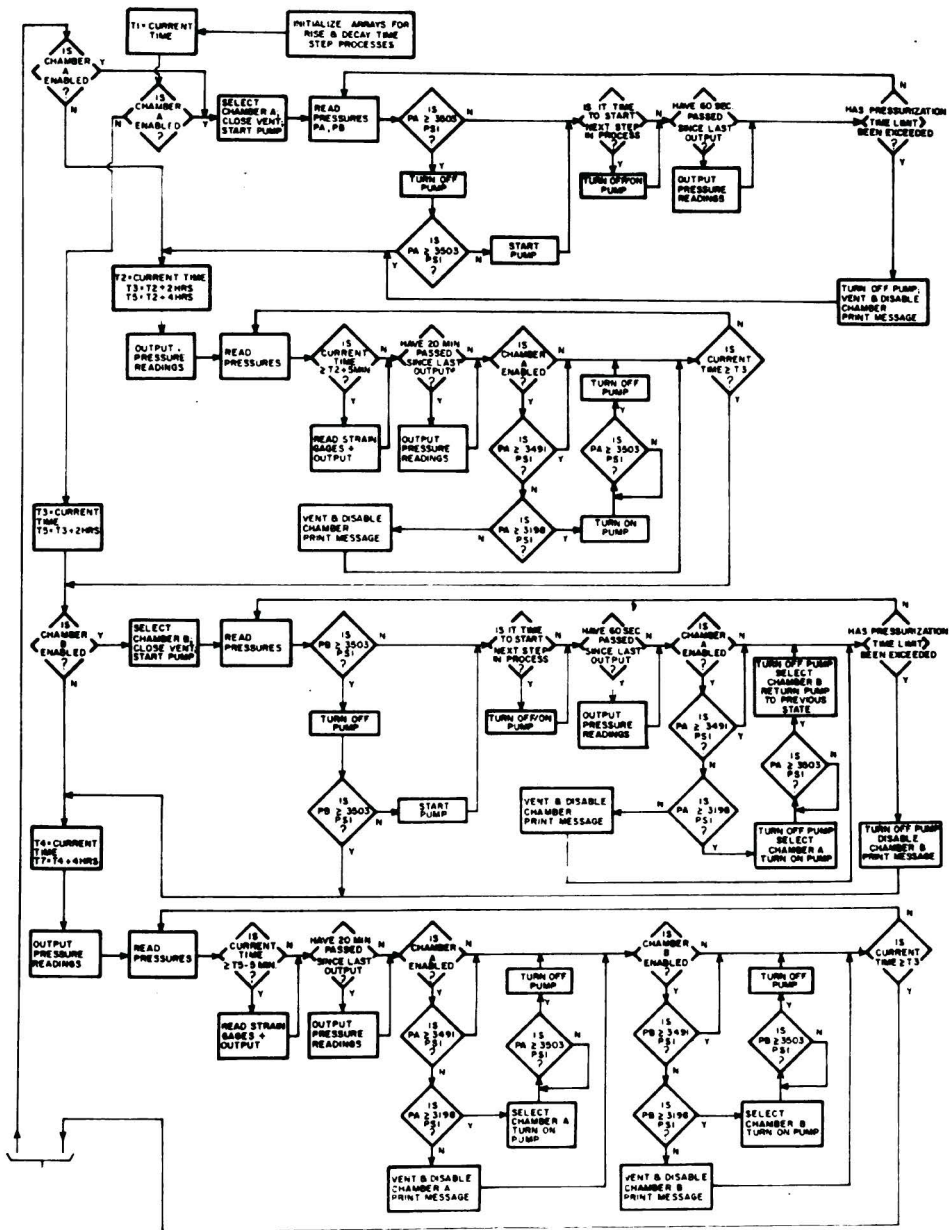 T1=CURRENT
TIME
INITIALIZE ARRAYS FOR
RISE & DECAY TIME
STEP PROCESSES
IS
CHAMBER
A
ENABLED
?
Y
N
IS
CHAMBER
A
ENABLED?
?
N
Y
SELECT
CHAMBER A;
CLOSE VENT;
START PUMP
READ
PRESSURES
PA, PB
IS
PA ≥ 3505
PSI
?
N
Y
TURN OFF
PUMP
IS
PA ≥ 3503
PSI
?
Y
N
START
PUMP
IS IT TIME
TO START
NEXT STEP
IN PROCESS
?
N
Y
TURN OFF/ON
PUMP
HAVE 60 SEC.
PASSED
SINCE LAST
OUTPUT
?
N
Y
OUTPUT
PRESSURE
READINGS
N
HAS PRESSURIZATION
TIME LIMIT
BEEN EXCEEDED
?
Y
TURN OFF PUMP;
VENT & DISABLE
CHAMBER
PRINT MESSAGE
T2=CURRENT TIME
T3=T2+2HRS
T5=T2+4HRS
OUTPUT
PRESSURE
READINGS
READ
PRESSURES
IS
CURRENT
TIME
≥T2+5MIN
?
N
Y
READ STRAIN
GAGES +
OUTPUT
HAVE 20 MIN
PASSED
SINCE LAST
OUTPUT?
N
Y
OUTPUT
PRESSURE
READINGS
IS
CHAMBER
A
ENABLED
?
N
Y
IS
PA ≥ 3491
PSI
?
Y
N
IS
PA ≥ 3198
PSI
?
N
Y
VENT & DISABLE
CHAMBER
PRINT MESSAGE
TURN ON
PUMP
IS
PA ≥ 3503
PSI
?
N
Y
TURN OFF
PUMP
N
IS
CURRENT
TIME ≥ T3
?
Y
T3=CURRENT
TIME
T5=T3+2HRS
IS
CHAMBER
B
ENABLED
?
Y
N
SELECT
CHAMBER B;
CLOSE VENT;
START PUMP
READ
PRESSURES
IS
PB ≥ 3503
PSI
?
N
Y
TURN OFF
PUMP
IS
PB ≥ 3503
PSI
?
N
Y
START
PUMP
IS IT TIME
TO START
NEXT STEP
IN PROCESS
?
N
Y
TURN OFF/ON
PUMP
HAVE 60 SEC
PASSED
SINCE LAST
OUTPUT
?
N
Y
OUTPUT
PRESSURE
READINGS
IS
CHAMBER
A
ENABLED
?
N
Y
IS
PA ≥ 3491
PSI
?
Y
N
IS
PA ≥ 3198
PSI
?
N
Y
VENT & DISABLE
CHAMBER
PRINT MESSAGE
TURN OFF PUMP
SELECT
CHAMBER A
TURN ON PUMP
IS
PA ≥ 3503
PSI
?
N
Y
TURN OFF PUMP
SELECT
CHAMBER B
RETURN PUMP
TO PREVIOUS
STATE
N
HAS PRESSURIZATION
TIME LIMIT
BEEN EXCEEDED
?
Y
TURN OFF PUMP
DISABLE
CHAMBER B
PRINT MESSAGE
T4=CURRENT
TIME
T7=T4+4HRS
OUTPUT
PRESSURE
READINGS
READ
PRESSURES
IS
CURRENT
TIME
≥T5-5 MIN.
?
N
Y
READ STRAIN
GAGES +
OUTPUT
HAVE 20 MIN
PASSED
SINCE LAST
OUTPUT
?
N
Y
OUTPUT
PRESSURE
READINGS
IS
CHAMBER
A
ENABLED
?
N
Y
IS
PA ≥ 3491
PSI
?
Y
N
IS
PA ≥ 3198
PSI
?
Y
N
VENT & DISABLE
CHAMBER A
PRINT MESSAGE
SELECT
CHAMBER A
TURN ON
PUMP
IS
PA ≥ 3503
PSI
?
N
Y
TURN OFF
PUMP
IS
CHAMBER
B
ENABLED
?
N
Y
IS
PB ≥ 3491
PSI
?
Y
N
IS
PB ≥ 3198
PSI
?
Y
N
VENT & DISABLE
CHAMBER B
PRINT MESSAGE
SELECT
CHAMBER B
TURN ON PUMP
IS
PB ≥ 3503
PSI
?
N
Y
TURN OFF
PUMP
N
IS
CURRENT
TIME ≥ T3
?
Y